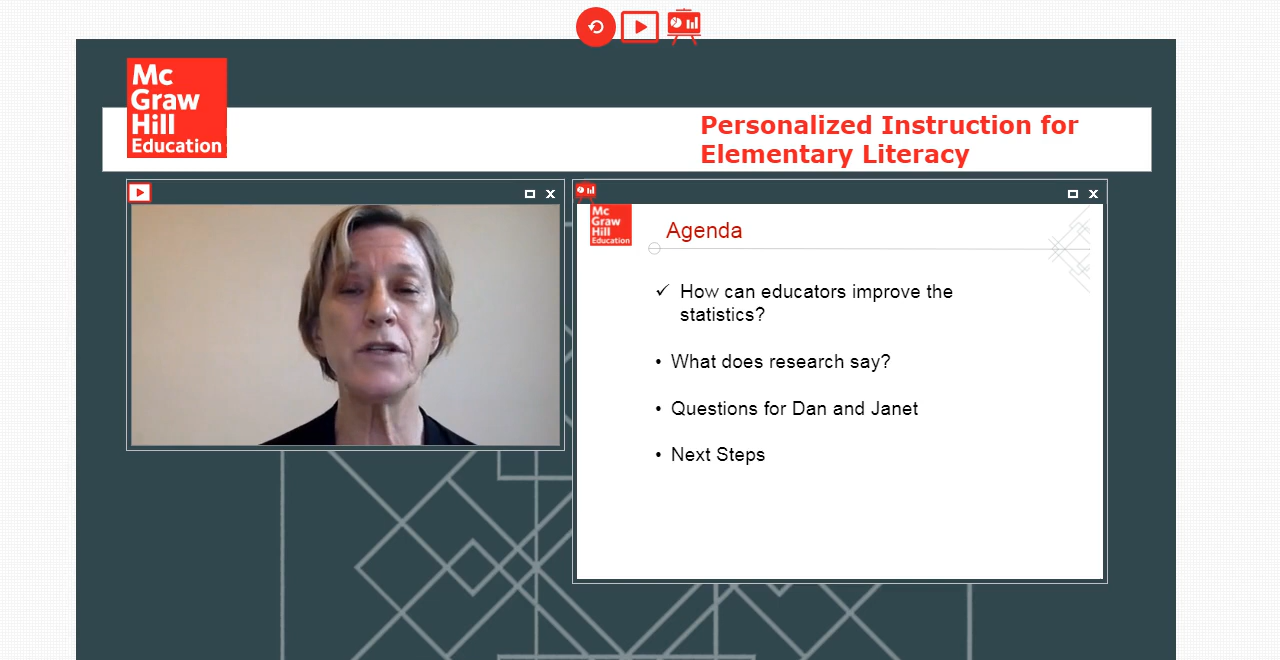 Mc
Graw
Hill
Education
Personalized Instruction for
Elementary Literacy
Mc
Graw
Hill
Education
Agenda
✓ How can educators improve the
statistics?
• What does research say?
• Questions for Dan and Janet
• Next Steps